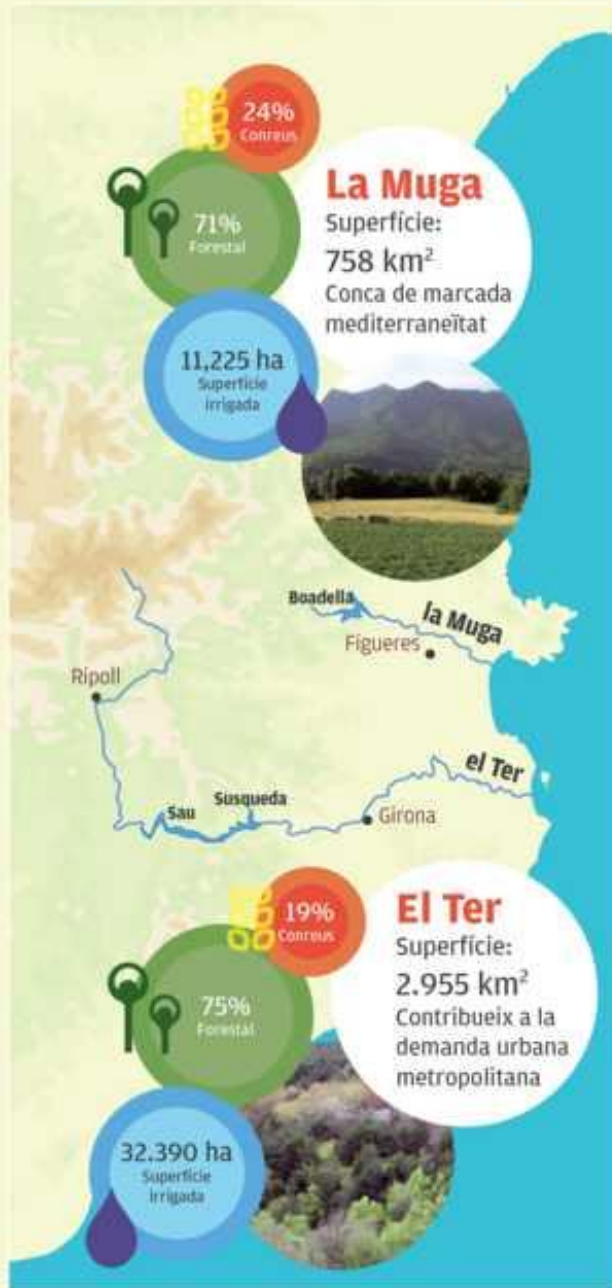 24%
Conreus
71%
Forestal
11,225 ha
Superfície
irrigada
La Muga
Superfície:
758 km²
Conca de marcada
mediterraneïtat
Boadella
la Muga
Figueres
Ripoll
el Ter
Sau
Susqueda
Girona
19%
Conreus
75%
Forestal
32.390 ha
Superfície
irrigada
El Ter
Superfície:
2.955 km²
Contribueix a la
demanda urbana
metropolitana